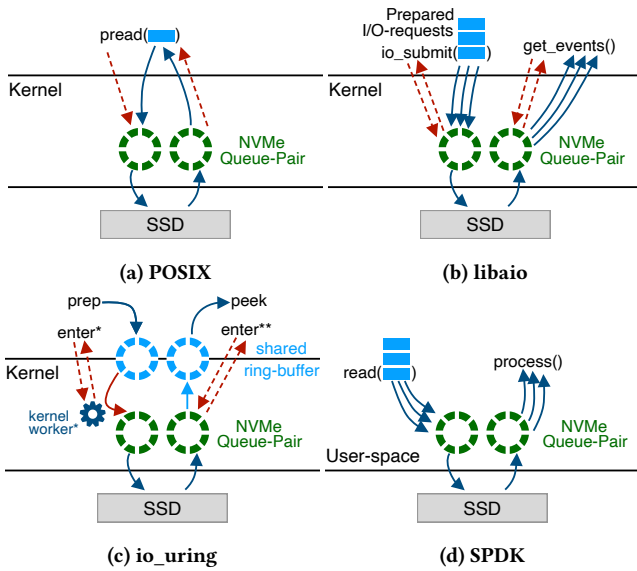 pread( )
Kernel
NVMe
Queue-Pair
SSD
(a) POSIX
Prepared
I/O-requests
io_submit( )
get_events()
Kernel
NVMe
Queue-Pair
SSD
(b) libaio
prep
peek
enter*
enter**
shared
ring-buffer
Kernel
kernel
worker*
NVMe
Queue-Pair
SSD
(c) io_uring
read( )
process()
NVMe
Queue-Pair
User-space
SSD
(d) SPDK